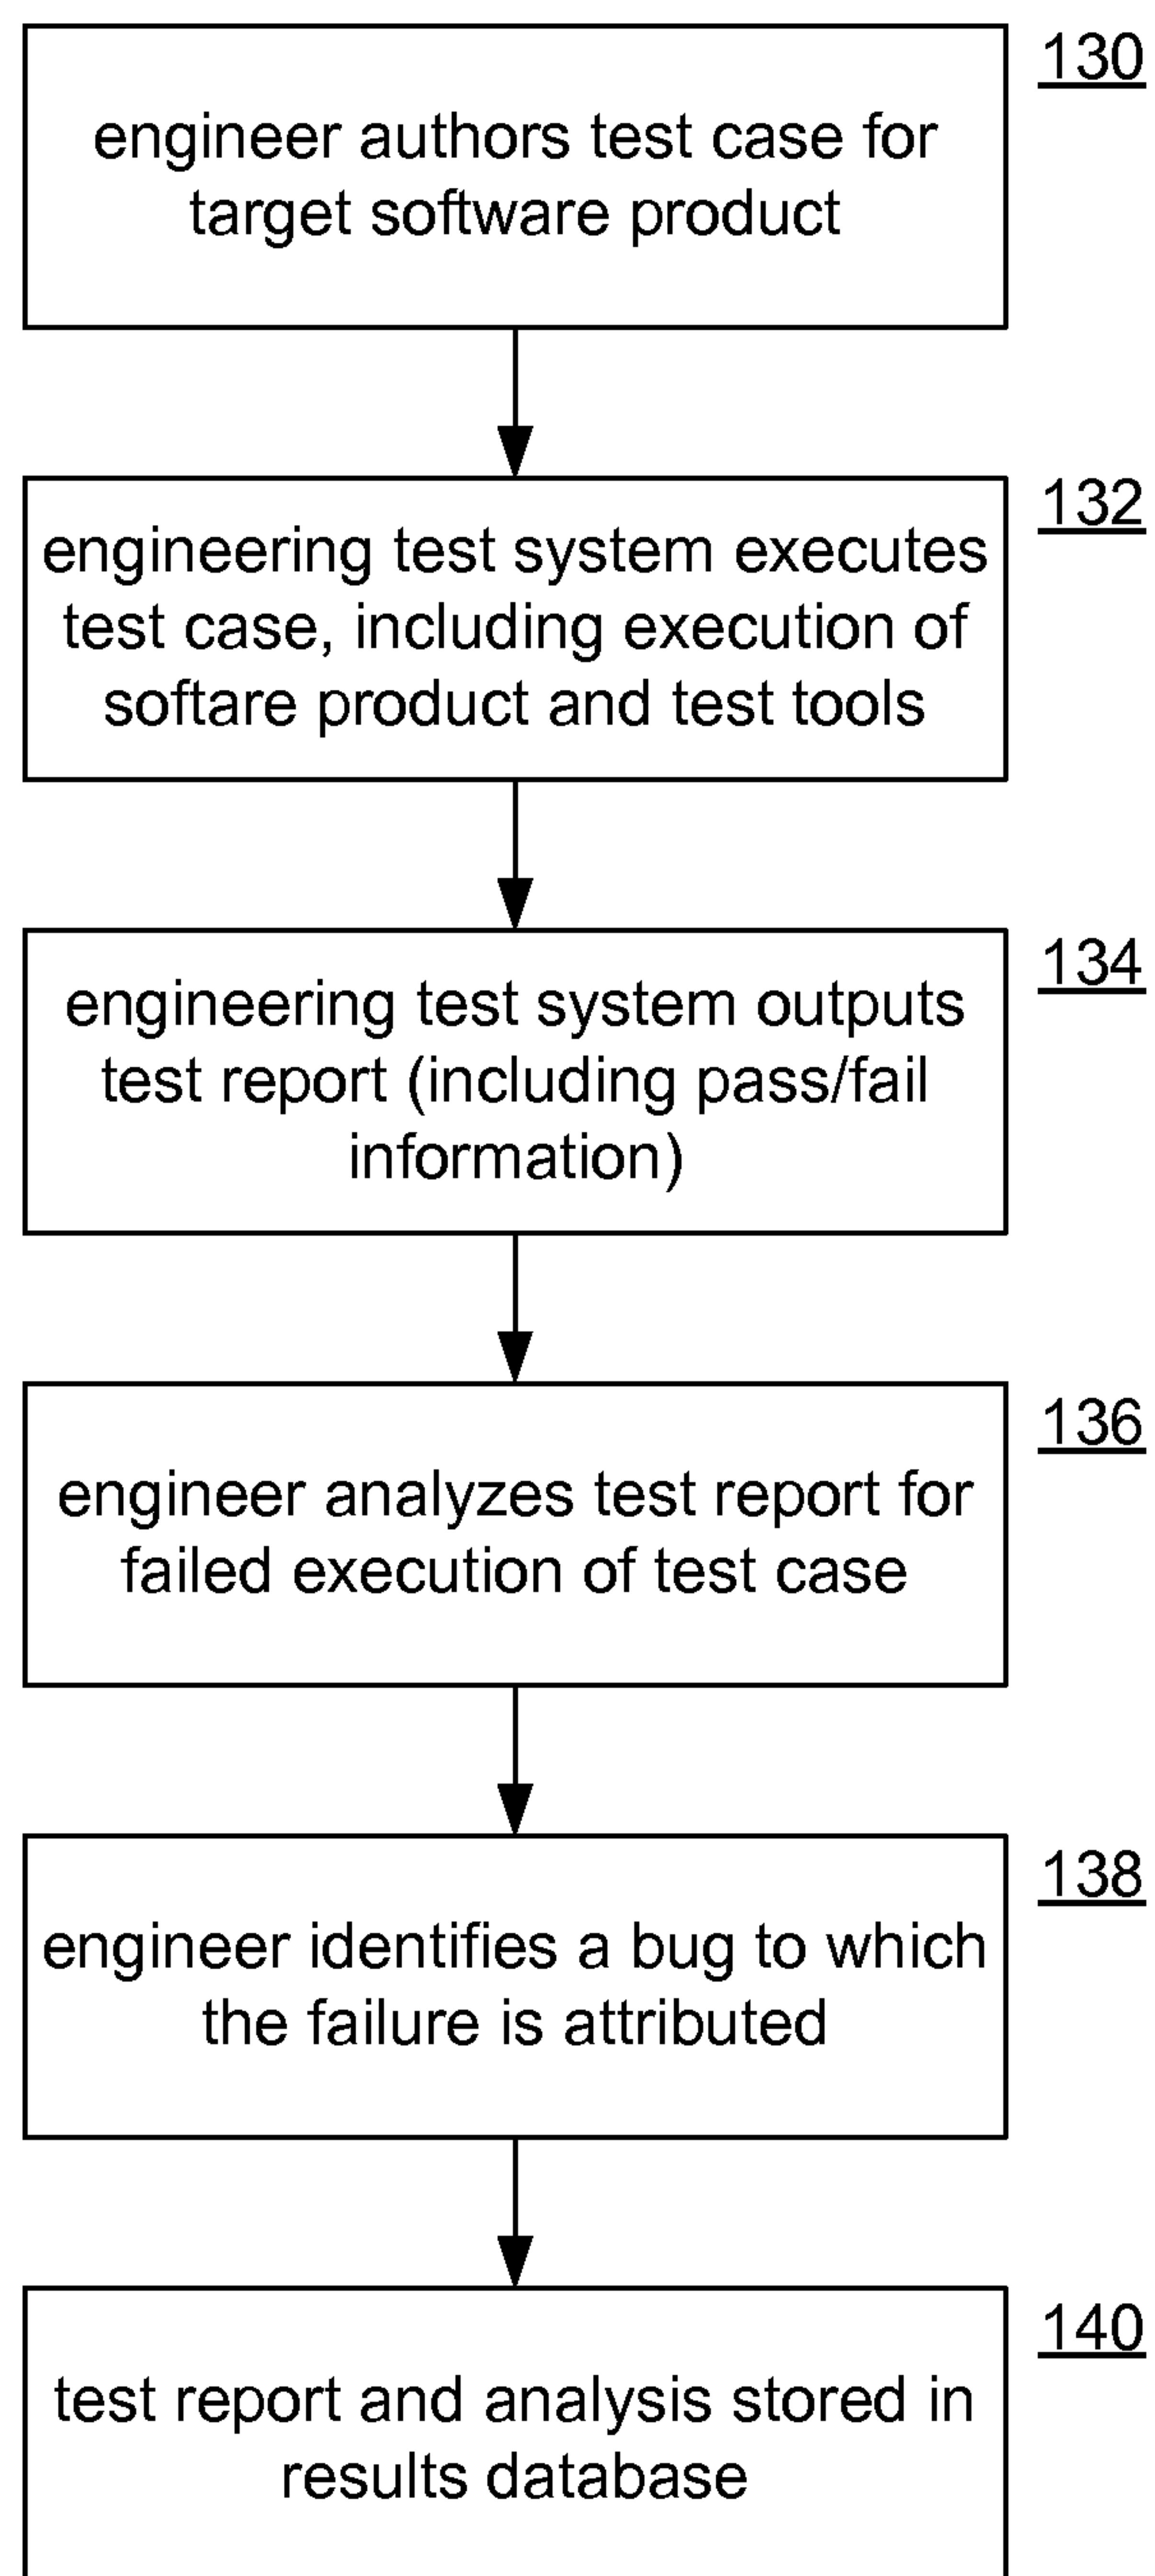 130
engineer authors test case for
target software product
132
engineering test system executes
test case, including execution of
softare product and test tools
134
engineering test system outputs
test report (including pass/fail
information)
136
engineer analyzes test report for
failed execution of test case
138
engineer identifies a bug to which
the failure is attributed
140
test report and analysis stored in
results database